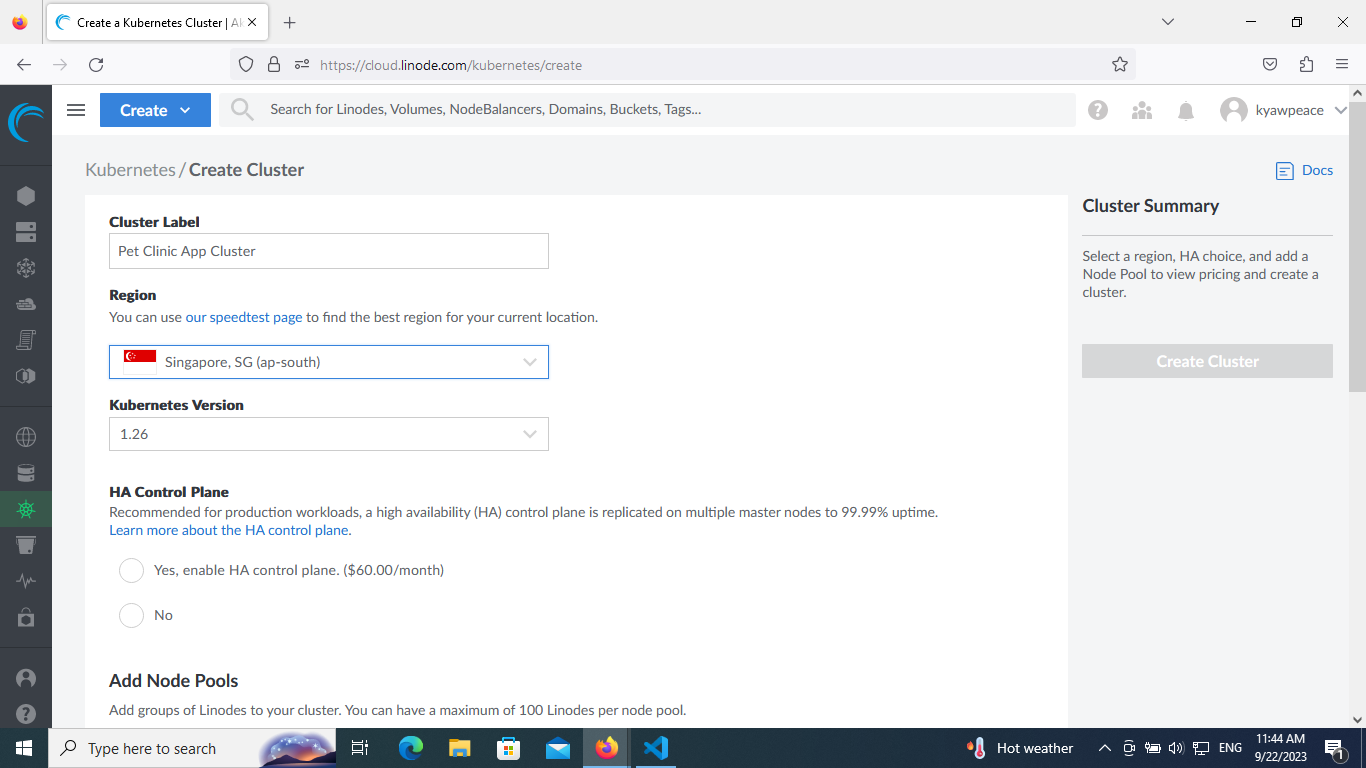 Create a Kubernetes Cluster | Ak
https://cloud.linode.com/kubernetes/create
Create
Search for Linodes, Volumes, NodeBalancers, Domains, Buckets, Tags...
kyawpeace
Kubernetes / Create Cluster
Docs
Cluster Label
Pet Clinic App Cluster
Region
You can use our speedtest page to find the best region for your current location.
Singapore, SG (ap-south)
Kubernetes Version
1.26
HA Control Plane
Recommended for production workloads, a high availability (HA) control plane is replicated on multiple master nodes to 99.99% uptime.
Learn more about the HA control plane.
Yes, enable HA control plane. ($60.00/month)
No
Add Node Pools
Add groups of Linodes to your cluster. You can have a maximum of 100 Linodes per node pool.
Cluster Summary
Select a region, HA choice, and add a
Node Pool to view pricing and create a
cluster.
Create Cluster
Type here to search
Hot weather
ENG
11:44 AM
9/22/2023
1